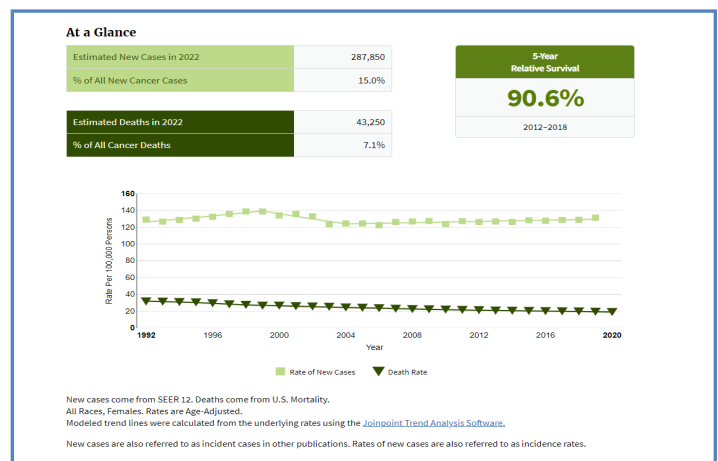 At a Glance
Estimated New Cases in 2022 287,850
% of All New Cancer Cases 15.0%
Estimated Deaths in 2022 43,250
% of All Cancer Deaths 7.1%
5-Year
Relative Survival
90.6%
2012–2018
160
140
120
100
80
60
40
20
0
Rate Per 100,000 Persons
1992 1996 2000 2004 2008 2012 2016 2020
Year
Rate of New Cases Death Rate
New cases come from SEER 12. Deaths come from U.S. Mortality.
All Races, Females. Rates are Age-Adjusted.
Modeled trend lines were calculated from the underlying rates using the Joinpoint Trend Analysis Software.
New cases are also referred to as incident cases in other publications. Rates of new cases are also referred to as incidence rates.